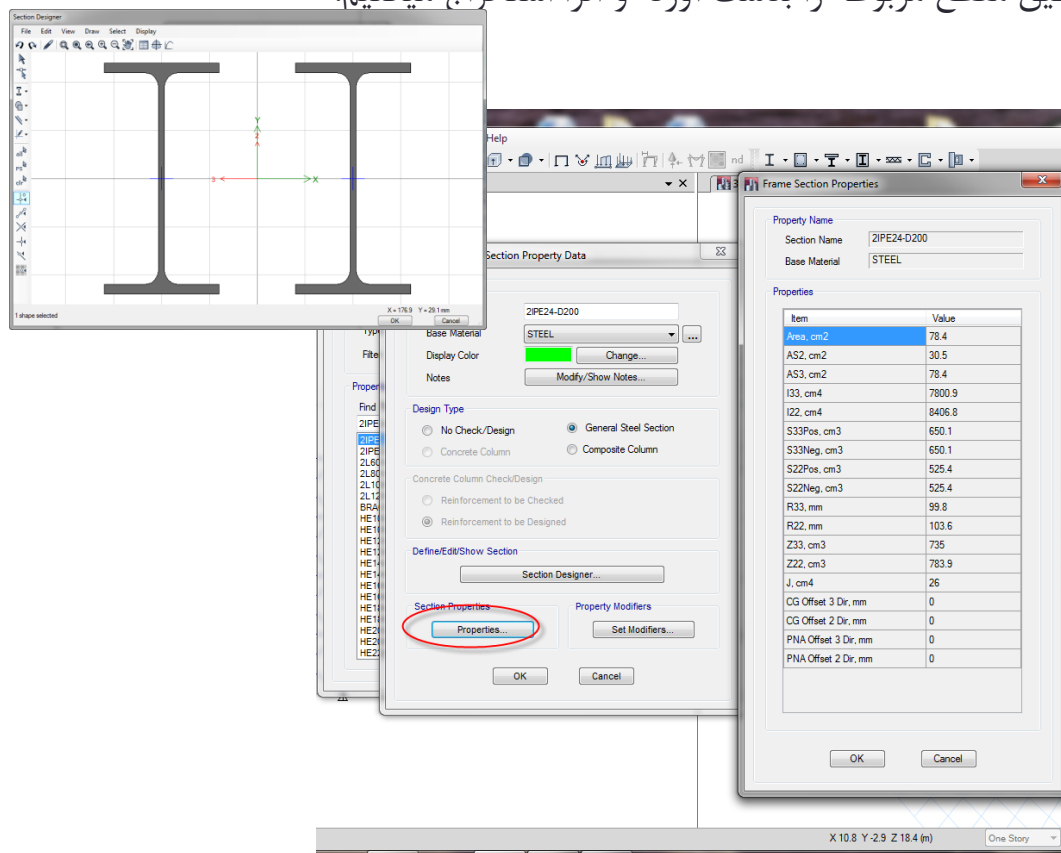 Section Designer
File Edit View Draw Select Display
1 shape selected
X = 176.9 Y = 29.1 mm
OK Cancel
Help
nd
Section Property Data
2IPE24-D200
Base Material STEEL ...
Display Color Change...
Notes Modify/Show Notes...
Design Type
No Check/Design General Steel Section
Concrete Column Composite Column
Concrete Column Check/Design
Reinforcement to be Checked
Reinforcement to be Designed
Define/Edit/Show Section
Section Designer...
Section Properties Property Modifiers
Properties... Set Modifiers...
OK Cancel
Filte
Proper
Find
2IPE
2IPE
2IPE
2L60
2L80
2L10
2L12
BRA
HE10
HE10
HE12
HE12
HE14
HE14
HE16
HE16
HE18
HE18
HE20
HE20
HE22
Frame Section Properties
Property Name
Section Name 2IPE24-D200
Base Material STEEL
Properties
Item Value
Area, cm2 78.4
AS2, cm2 30.5
AS3, cm2 78.4
I33, cm4 7800.9
I22, cm4 8406.8
S33Pos, cm3 650.1
S33Neg, cm3 650.1
S22Pos, cm3 525.4
S22Neg, cm3 525.4
R33, mm 99.8
R22, mm 103.6
Z33, cm3 735
Z22, cm3 783.9
J, cm4 26
CG Offset 3 Dir, mm 0
CG Offset 2 Dir, mm 0
PNA Offset 3 Dir, mm 0
PNA Offset 2 Dir, mm 0
OK Cancel
X 10.8 Y -2.9 Z 18.4 (m) One Story